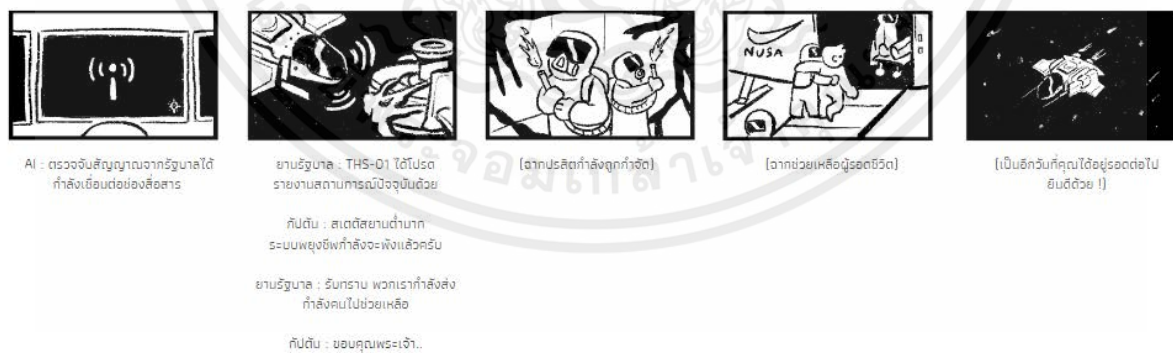 NUSA
AI : ตรวจจับสัญญาณจากรัฐบาลได้
กำลังเชื่อมต่อช่องสื่อสาร
ยานรัฐบาล : THS-01 ได้โปรด
รายงานสถานการณ์ปัจจุบันด้วย
กัปตัน : สเตตัสยานต่ำมาก
ระบบพยุงชีพกำลังจะพังแล้วครับ
ยานรัฐบาล : รับทราบ พวกเรากำลังส่ง
กำลังคนไปช่วยเหลือ
กัปตัน : ขอบคุณพระเจ้า..
(ฉากปรสิตกำลังถูกกำจัด)
(ฉากช่วยเหลือผู้รอดชีวิต)
(เป็นอีกวันที่คุณได้อยู่รอดต่อไป
ยินดีด้วย !)